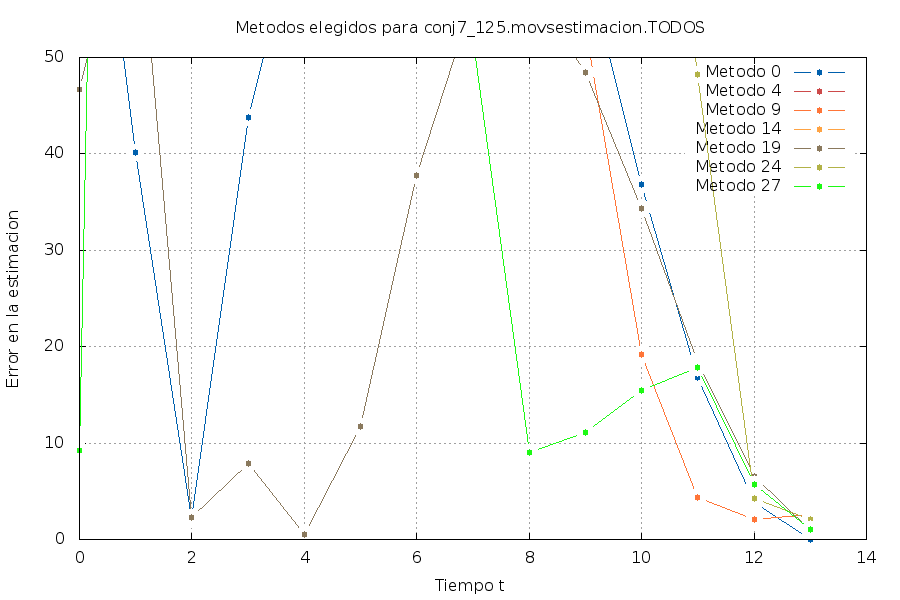 Metodos elegidos para conj7_125.movsestimacion.TODOS
50
40
30
20
10
0
Error en la estimacion
Metodo 0
Metodo 4
Metodo 9
Metodo 14
Metodo 19
Metodo 24
Metodo 27
0 2 4 6 8 10 12 14
Tiempo t